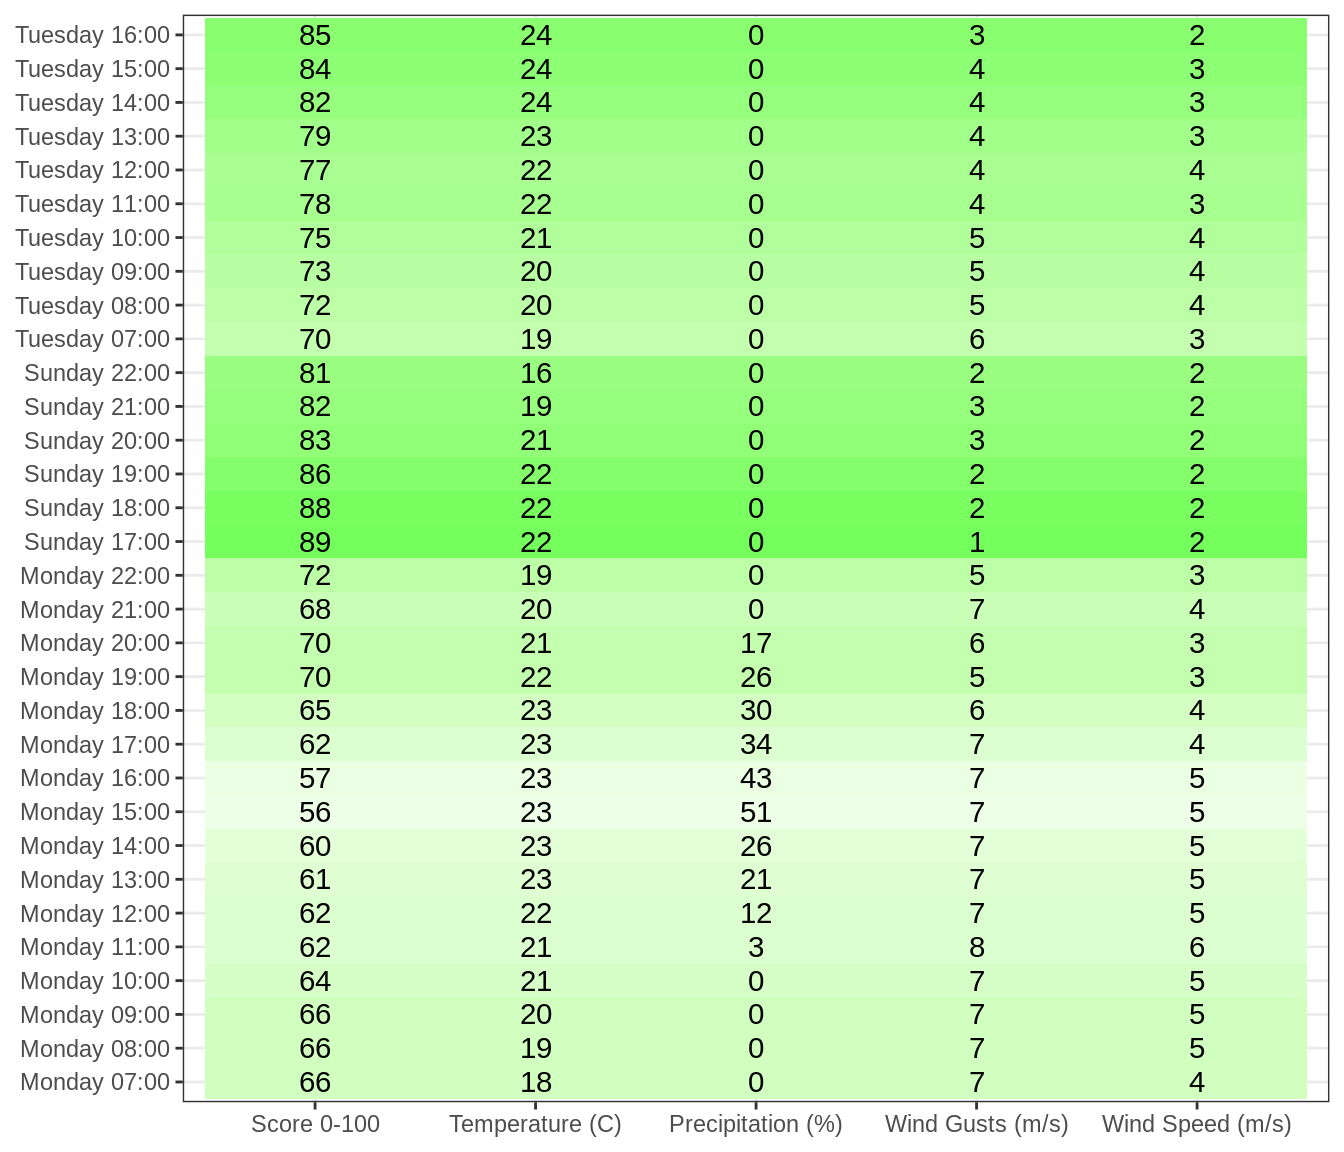 Tuesday 16:00 85 24 0 3 2
Tuesday 15:00 84 24 0 4 3
Tuesday 14:00 82 24 0 4 3
Tuesday 13:00 79 23 0 4 3
Tuesday 12:00 77 22 0 4 4
Tuesday 11:00 78 22 0 4 3
Tuesday 10:00 75 21 0 5 4
Tuesday 09:00 73 20 0 5 4
Tuesday 08:00 72 20 0 5 4
Tuesday 07:00 70 19 0 6 3
Sunday 22:00 81 16 0 2 2
Sunday 21:00 82 19 0 3 2
Sunday 20:00 83 21 0 3 2
Sunday 19:00 86 22 0 2 2
Sunday 18:00 88 22 0 2 2
Sunday 17:00 89 22 0 1 2
Monday 22:00 72 19 0 5 3
Monday 21:00 68 20 0 7 4
Monday 20:00 70 21 17 6 3
Monday 19:00 70 22 26 5 3
Monday 18:00 65 23 30 6 4
Monday 17:00 62 23 34 7 4
Monday 16:00 57 23 43 7 5
Monday 15:00 56 23 51 7 5
Monday 14:00 60 23 26 7 5
Monday 13:00 61 23 21 7 5
Monday 12:00 62 22 12 7 5
Monday 11:00 62 21 3 8 6
Monday 10:00 64 21 0 7 5
Monday 09:00 66 20 0 7 5
Monday 08:00 66 19 0 7 5
Monday 07:00 66 18 0 7 4
Score 0-100 Temperature (C) Precipitation (%) Wind Gusts (m/s) Wind Speed (m/s)